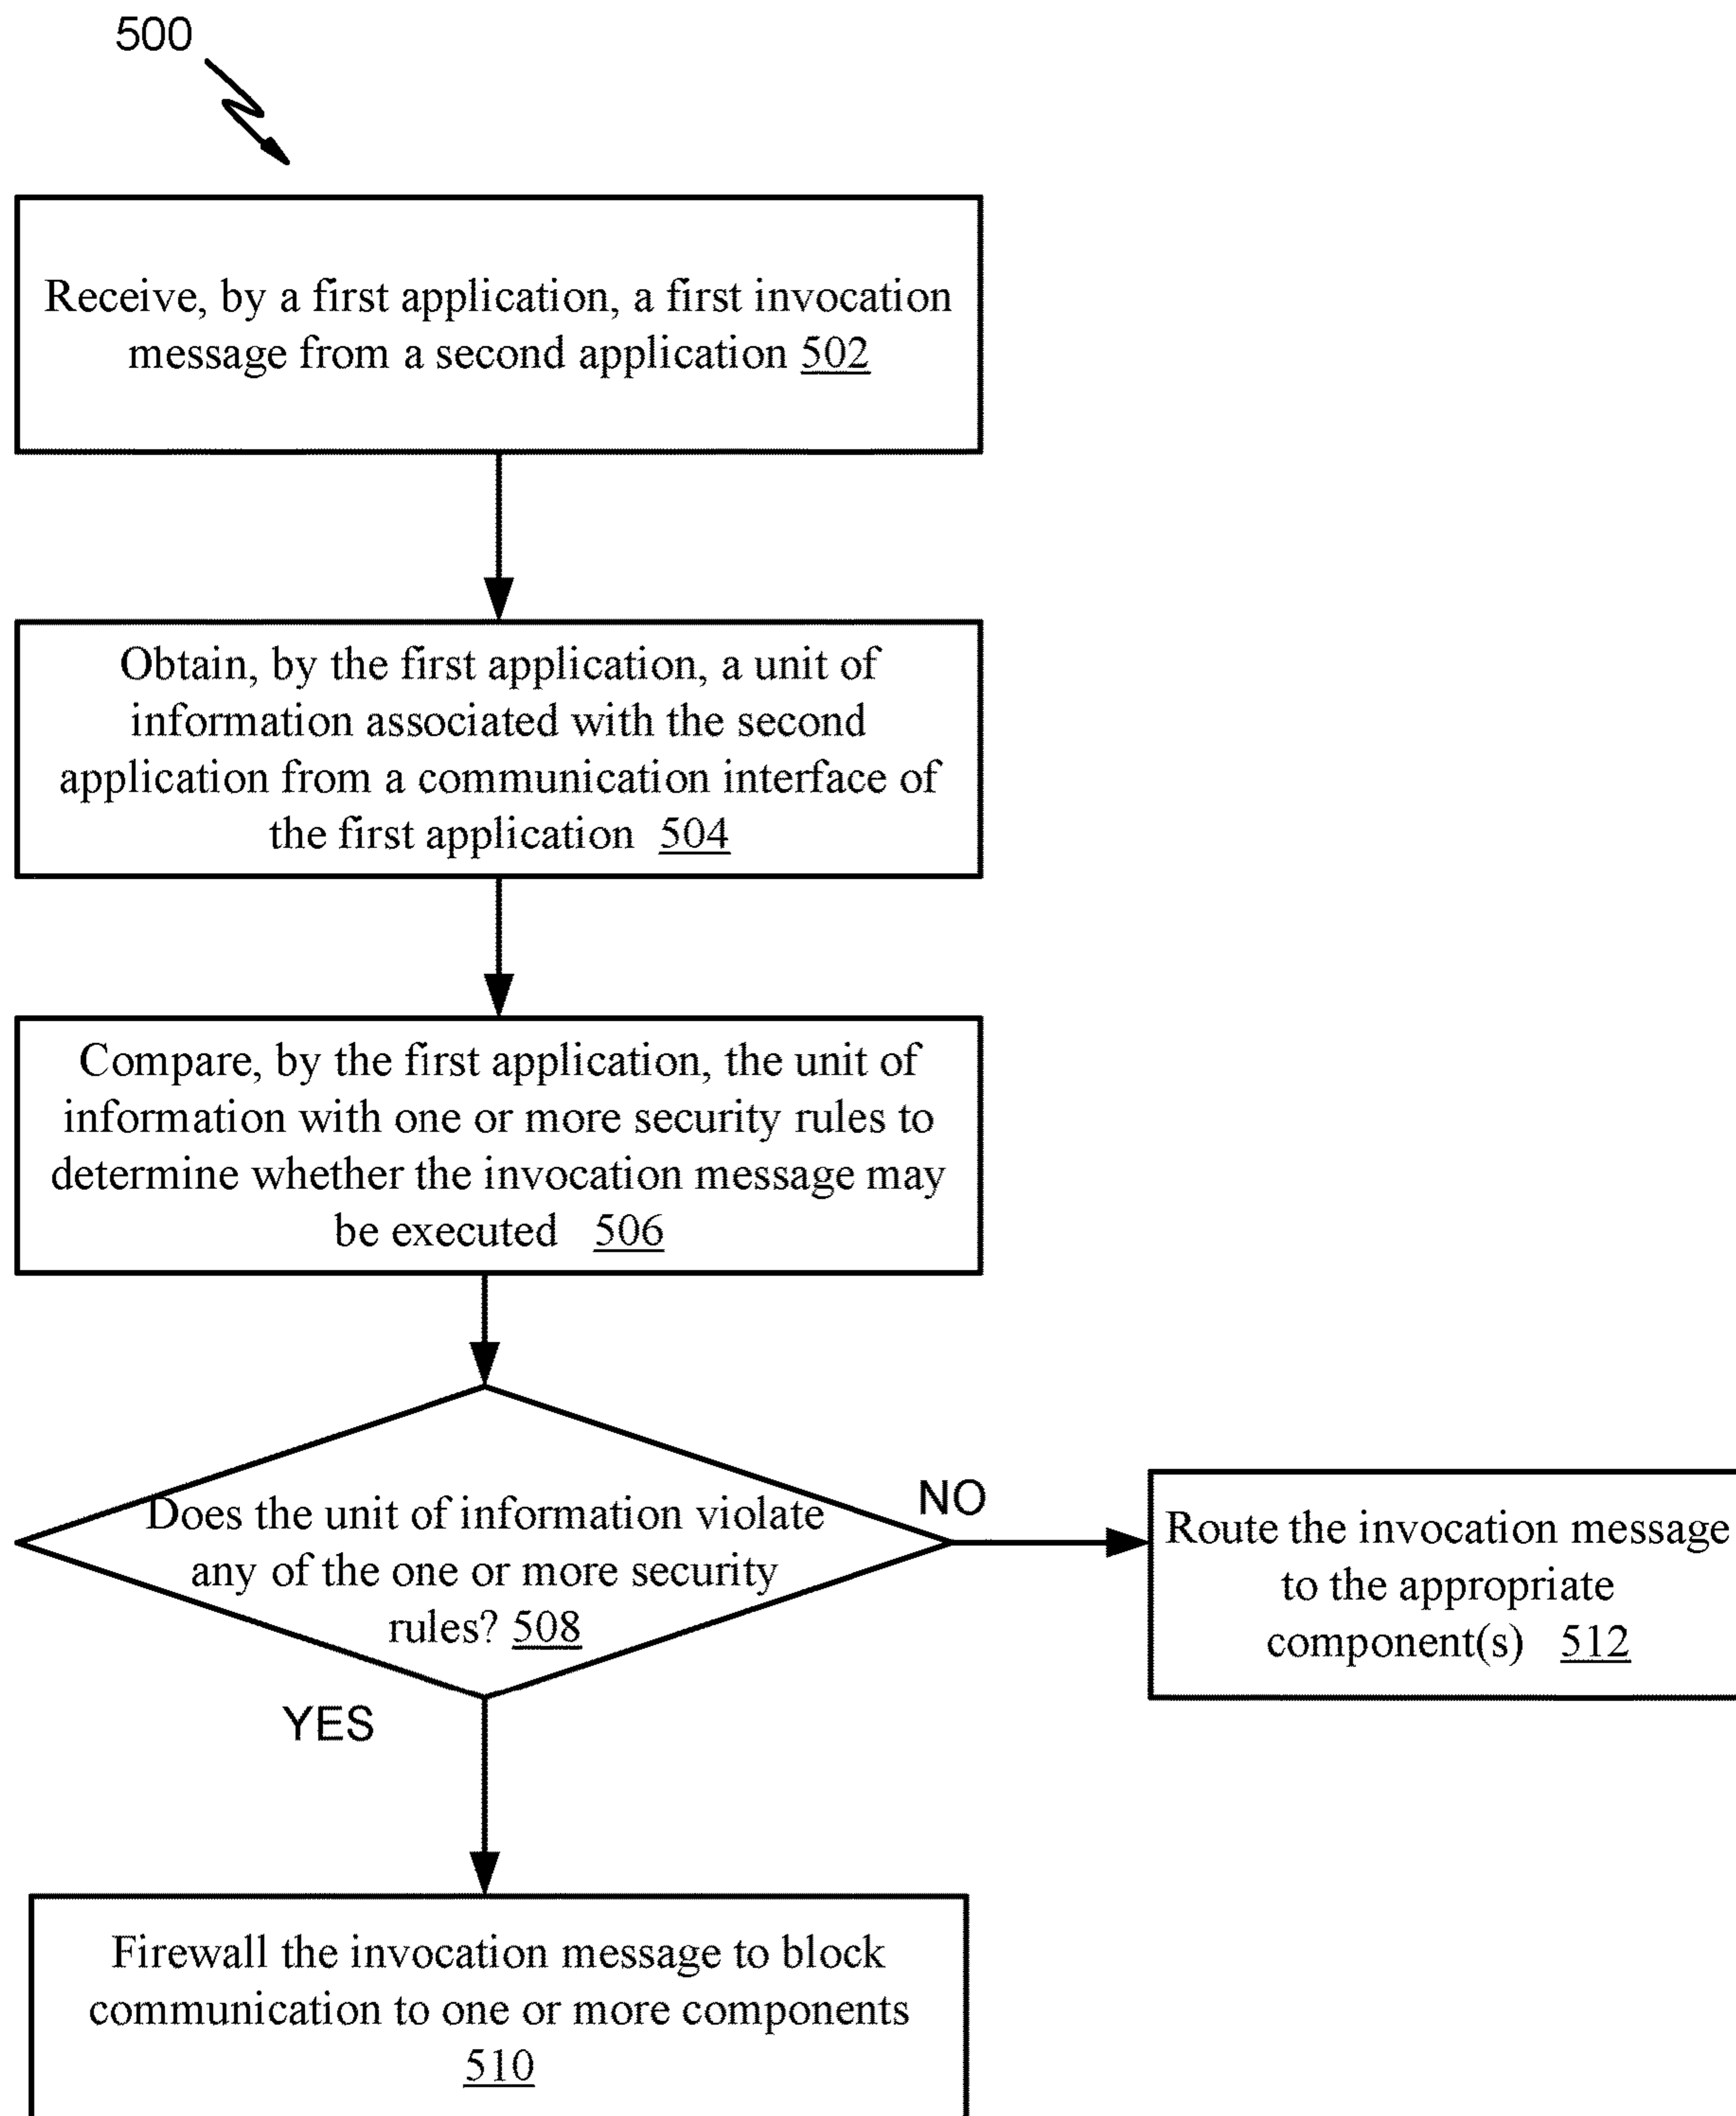 500
Receive, by a first application, a first invocation
message from a second application 502
Obtain, by the first application, a unit of
information associated with the second
application from a communication interface of
the first application 504
Compare, by the first application, the unit of
information with one or more security rules to
determine whether the invocation message may
be executed 506
Does the unit of information violate
any of the one or more security
rules? 508
NO
Route the invocation message
to the appropriate
component(s) 512
YES
Firewall the invocation message to block
communication to one or more components
510